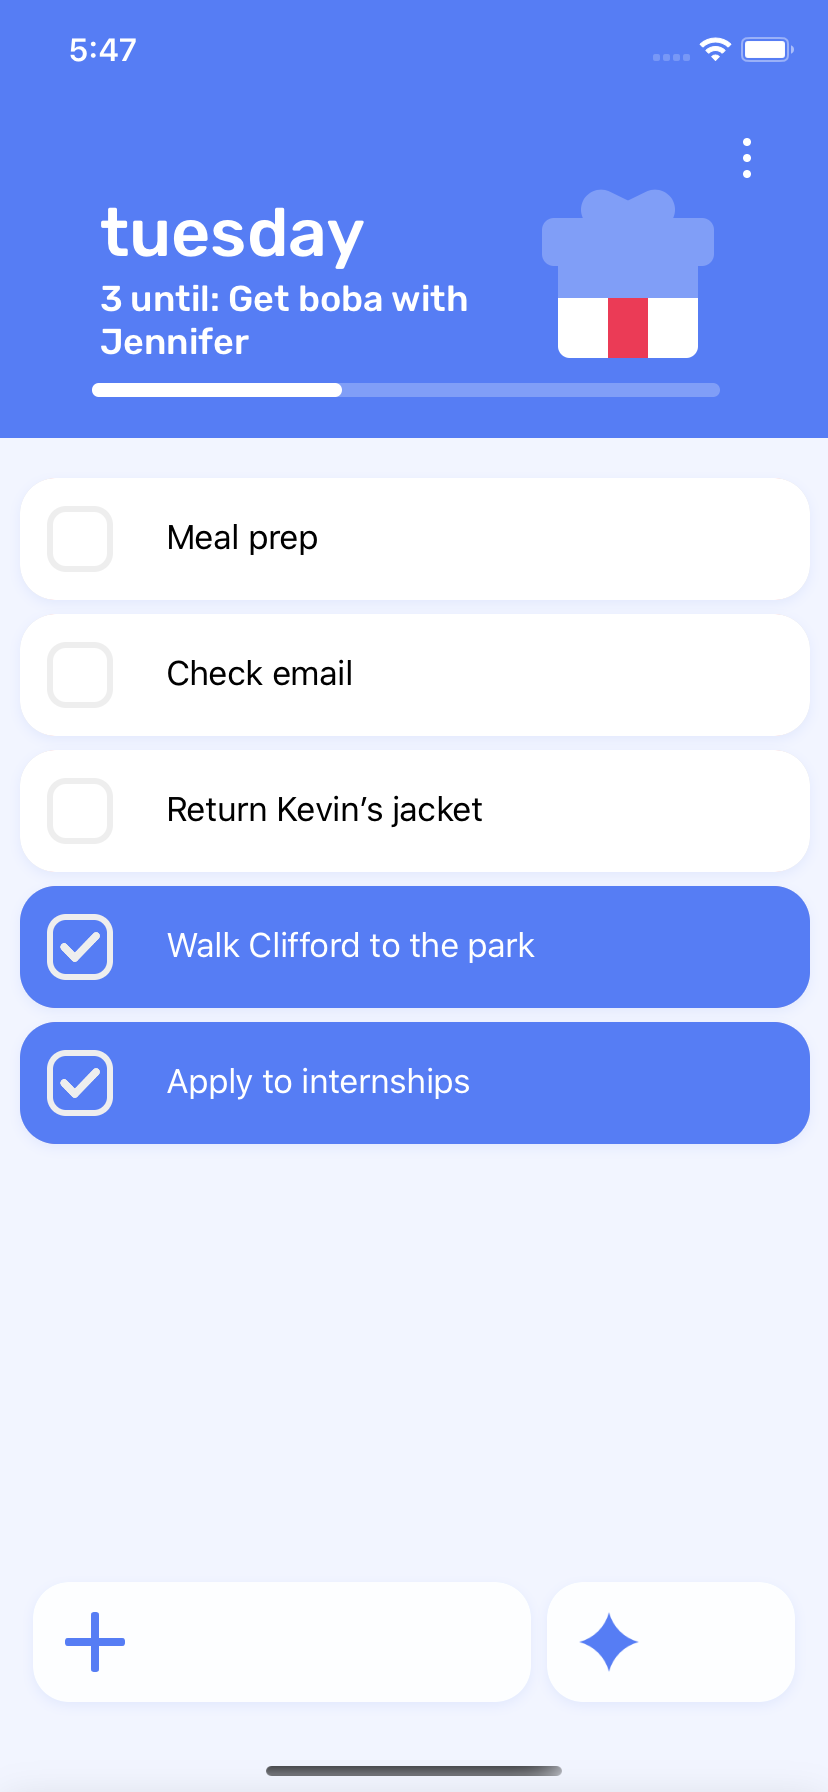 5:47
tuesday
3 until: Get boba with
Jennifer
Meal prep
Check email
Return Kevin’s jacket
Walk Clifford to the park
Apply to internships